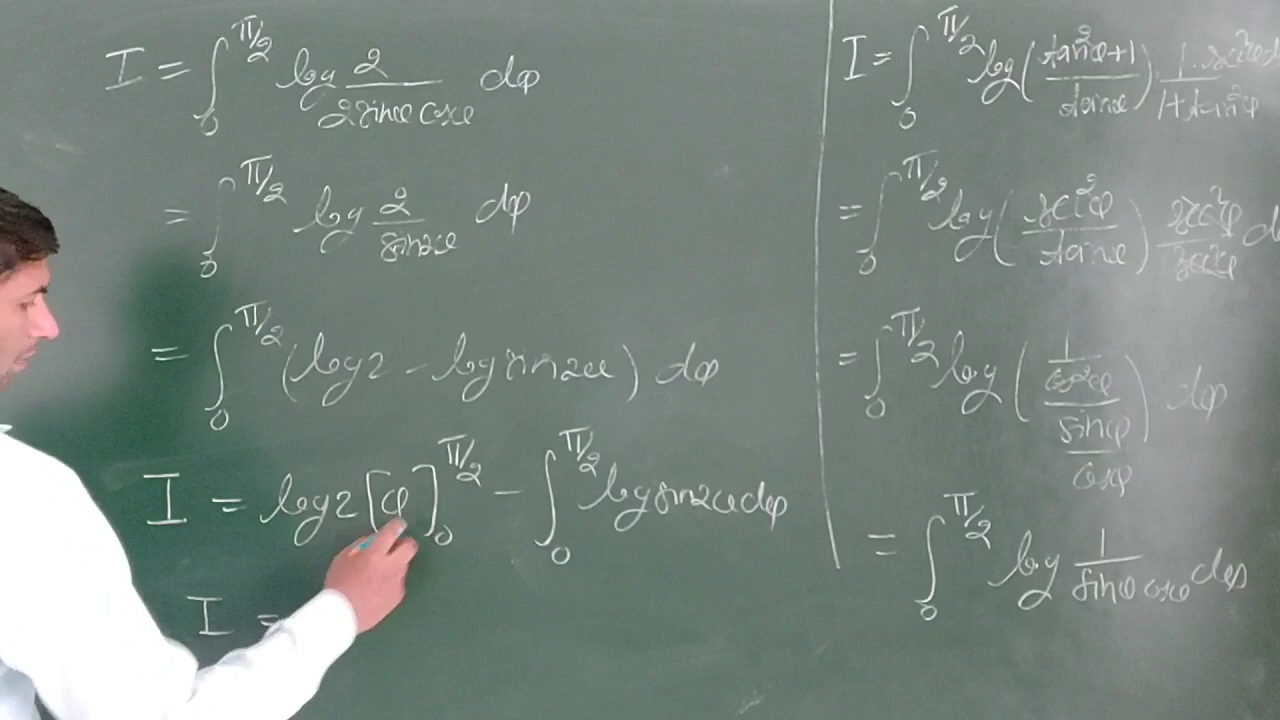 I = ∫₀^{π/2} log 2/(2 sinφ cosφ) dφ
= ∫₀^{π/2} log 2/(sin2φ) dφ
= ∫₀^{π/2} (log2 - log sin2φ) dφ
I = log2 [φ]₀^{π/2} - ∫₀^{π/2} log sin2φ dφ
I =
I = ∫₀^{π/2} log((tan²φ+1)/(tanφ)) (1·sec²φ d)/(1+tan²φ)
= ∫₀^{π/2} log((sec²φ)/(tanφ)) (sec²φ)/(sec²φ) d
= ∫₀^{π/2} log((1/cos²φ)/(sinφ/cosφ)) dφ
= ∫₀^{π/2} log 1/(sinφ cosφ) dφ